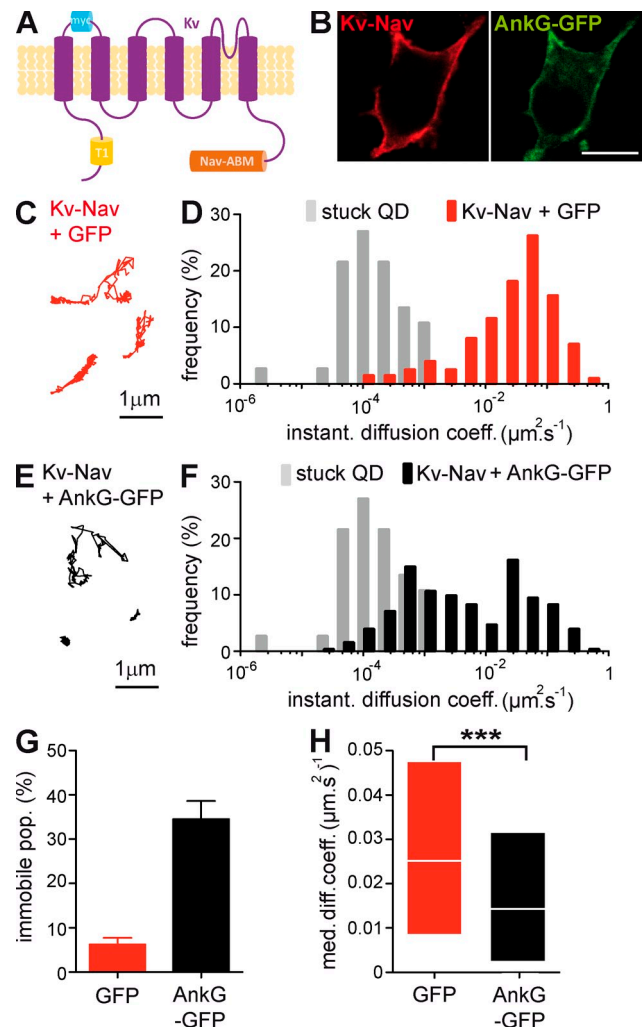 A
myc
Kv
T1
Nav-ABM
B
Kv-Nav
AnkG-GFP
C
Kv-Nav
+ GFP
1μm
D
stuck QD
Kv-Nav + GFP
frequency (%)
30
20
10
0
10-6
10-4
10-2
1
instant. diffusion coeff. (μm2.s-1)
E
Kv-Nav
+ AnkG-GFP
1μm
F
stuck QD
Kv-Nav + AnkG-GFP
frequency (%)
30
20
10
0
10-6
10-4
10-2
1
instant. diffusion coeff. (μm2s-1)
G
immobile pop. (%)
50
40
30
20
10
0
GFP
AnkG
-GFP
H
***
med. diff.coeff. (μm.s2)-1
0.05
0.04
0.03
0.02
0.01
0
GFP
AnkG
-GFP